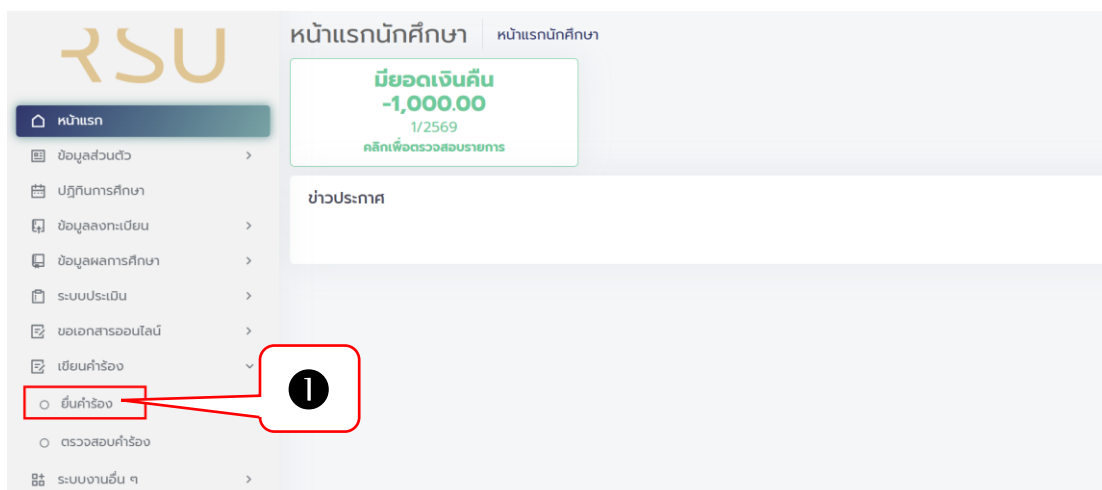 RSU
หน้าแรก
ข้อมูลส่วนตัว
ปฏิทินการศึกษา
ข้อมูลลงทะเบียน
ข้อมูลผลการศึกษา
ระบบประเมิน
ขอเอกสารออนไลน์
เขียนคำร้อง
ยื่นคำร้อง
ตรวจสอบคำร้อง
ระบบงานอื่น ๆ
หน้าแรกนักศึกษา หน้าแรกนักศึกษา
มียอดเงินคืน
-1,000.00
1/2569
คลิกเพื่อตรวจสอบรายการ
ข่าวประกาศ
❶